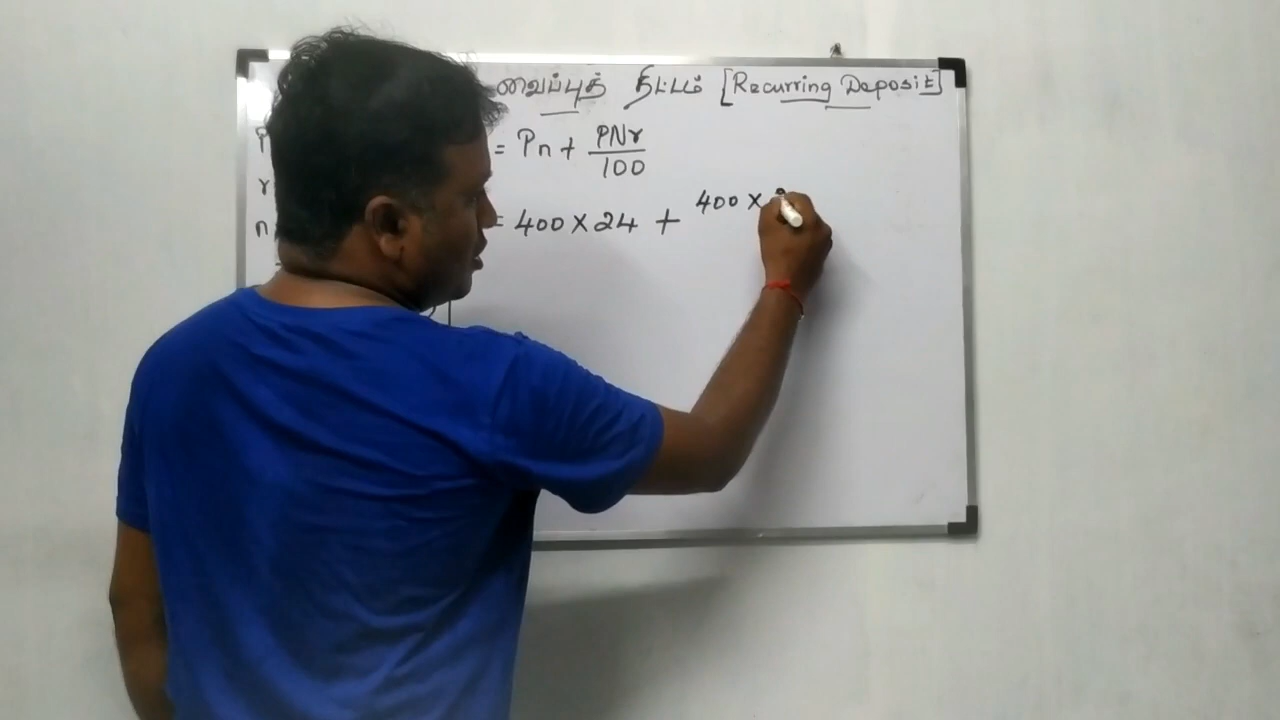 வைப்புத் திட்டம் [Recurring Deposit]
= Pn + PNr/100
r
n = 400 × 24 + 400 ×